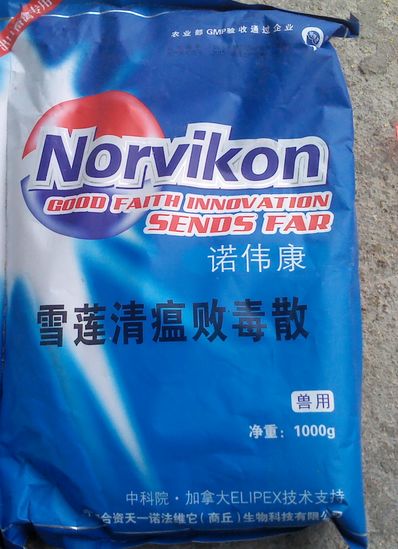 农业部GMP验收通过企业
Norvikon
GOOD FAITH INNOVATION
SENDS FAR
诺伟康
雪莲清瘟败毒散
兽用
净重：1000g
中科院·加拿大ELIPEX技术支持
合资天一诺法维它（商丘）生物科技有限公司